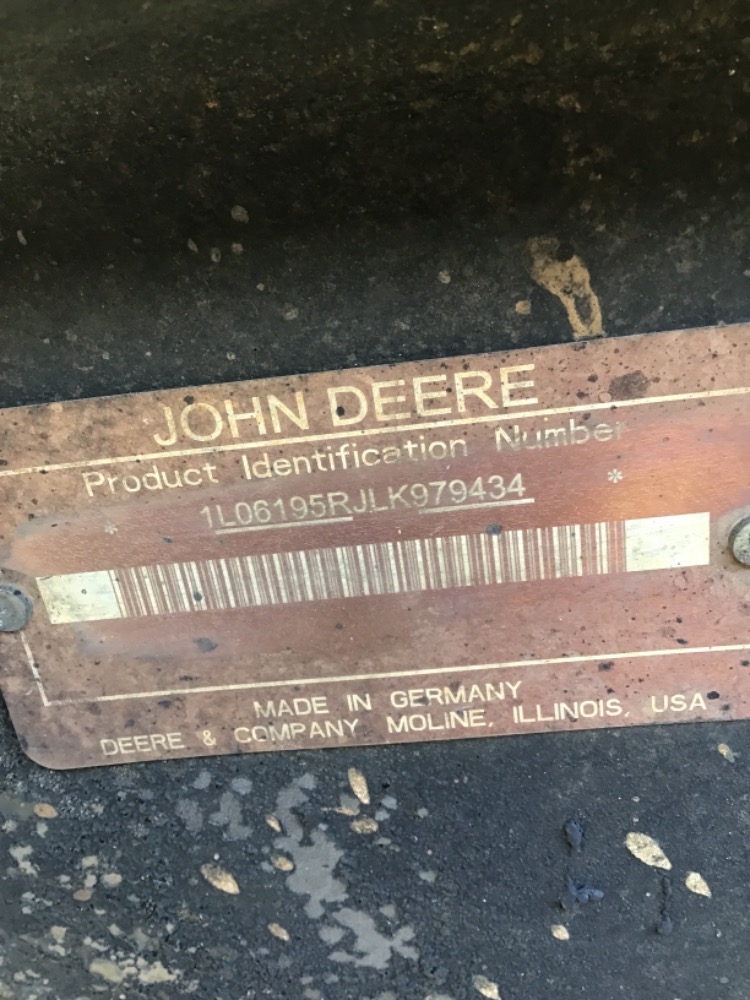 JOHN DEERE
Product Identification Number
* 1L06195RJLK979434 *
MADE IN GERMANY
DEERE & COMPANY MOLINE, ILLINOIS, USA